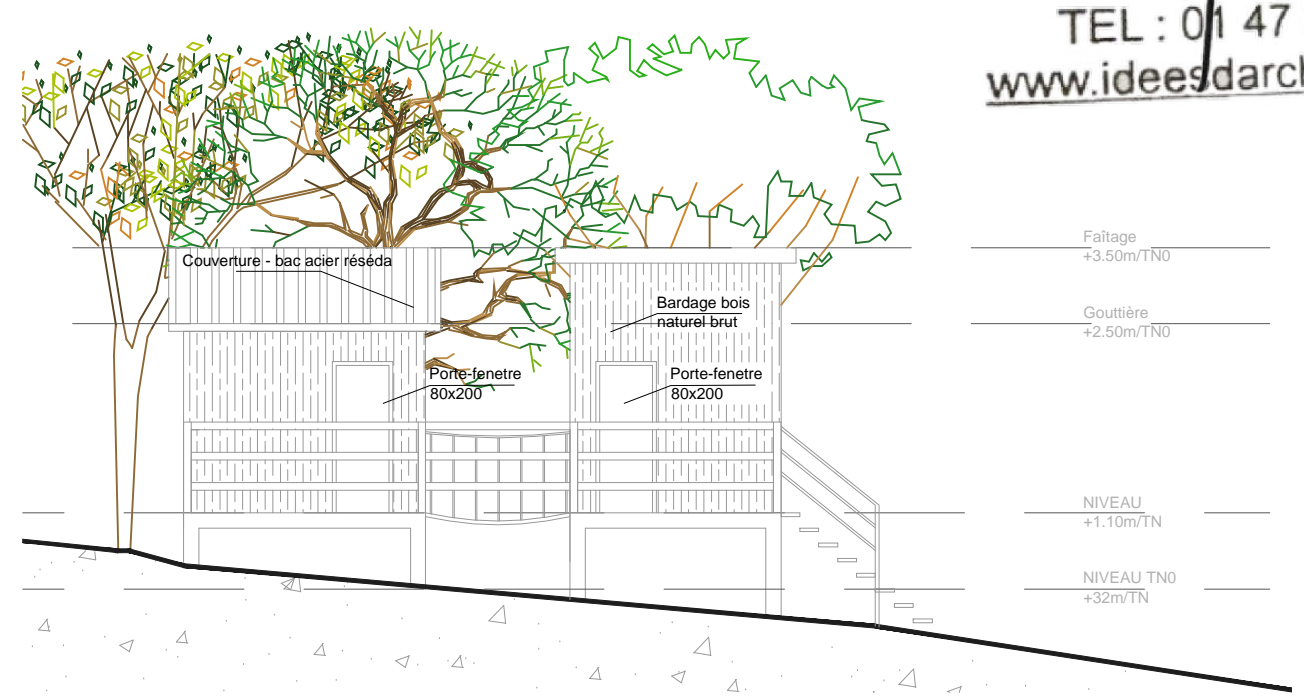 TEL : 01 47
www.ideesdarch
Couverture - bac acier réséda
Bardage bois
naturel brut
Porte-fenetre
80x200
Porte-fenetre
80x200
Faîtage
+3.50m/TN0
Gouttière
+2.50m/TN0
NIVEAU
+1.10m/TN
NIVEAU TN0
+32m/TN